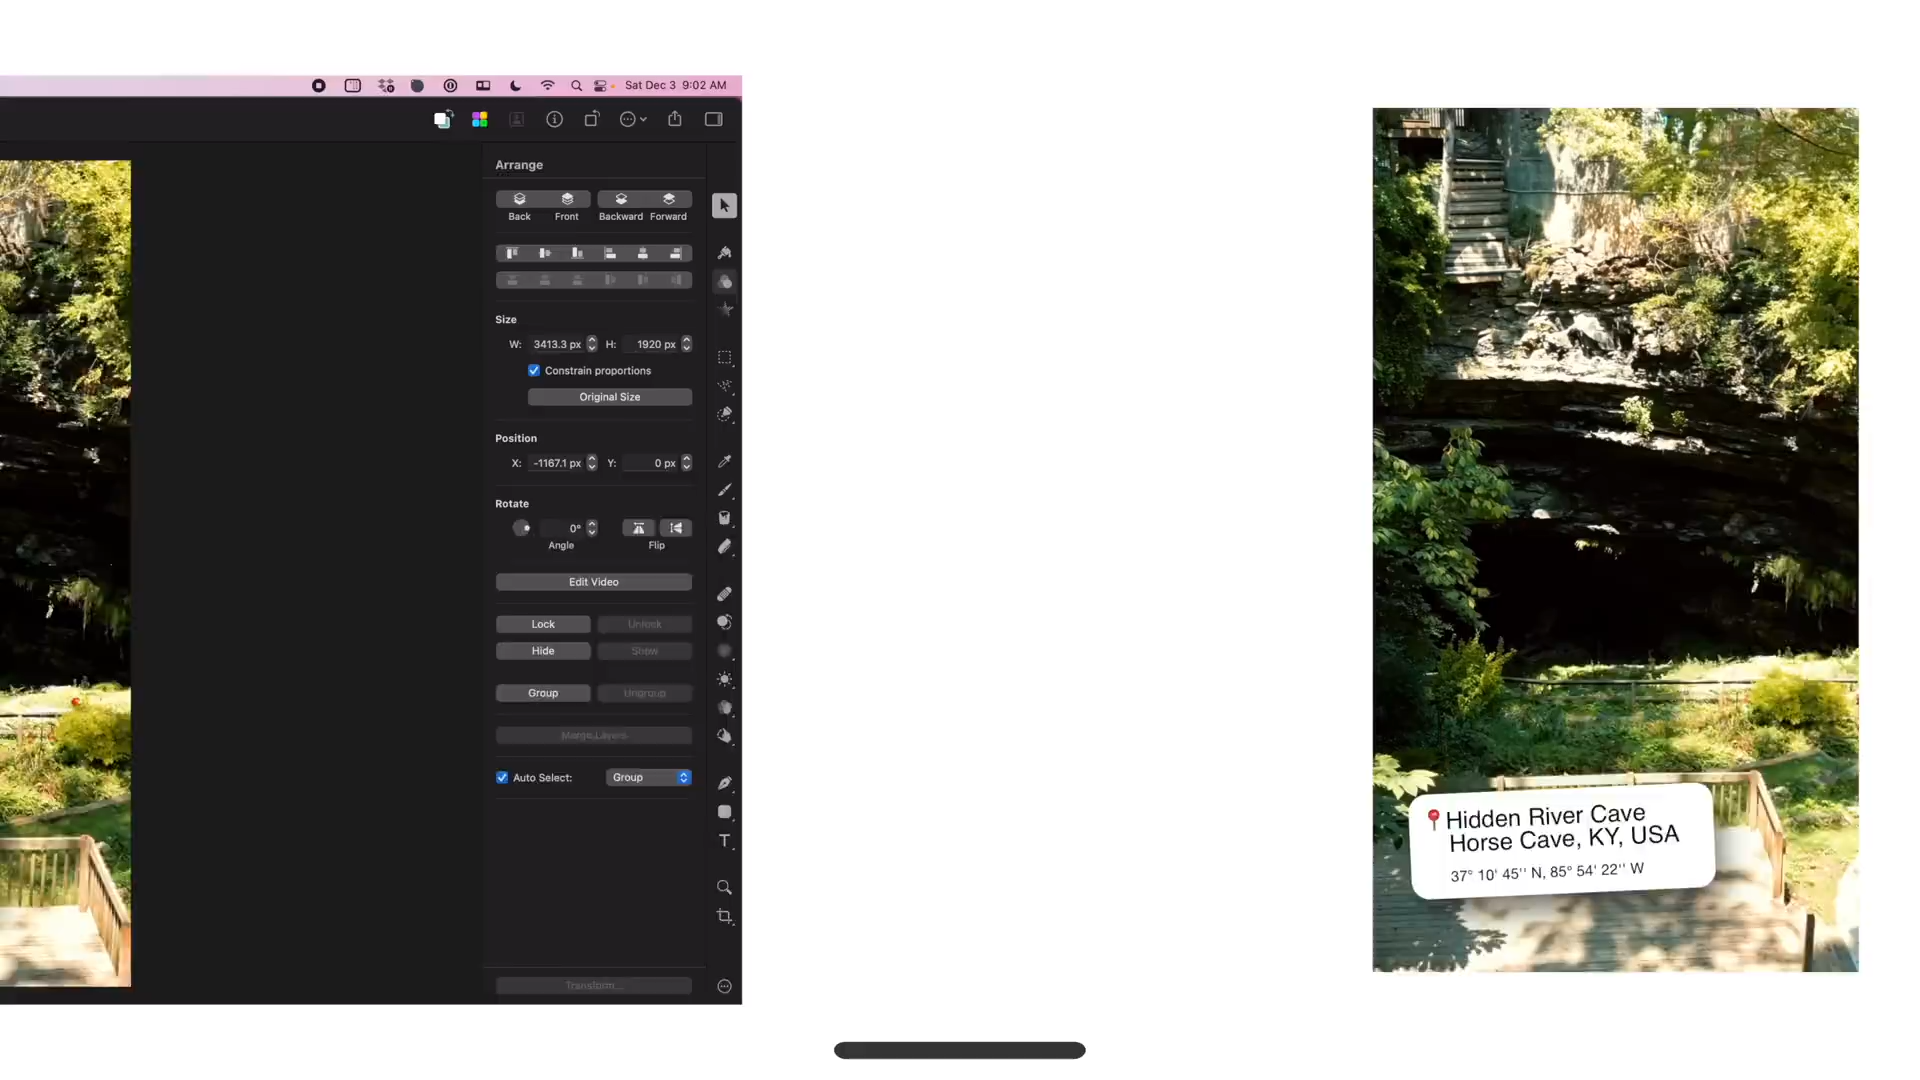 Sat Dec 3 9:02 AM
Arrange
Back Front Backward Forward
Size
W: 3413.3 px H: 1920 px
Constrain proportions
Original Size
Position
X: -1167.1 px Y: 0 px
Rotate
0°
Angle Flip
Edit Video
Lock Unlock
Hide Show
Group Ungroup
Merge Layers
Auto Select: Group
Transform...
Hidden River Cave
Horse Cave, KY, USA
37° 10' 45'' N, 85° 54' 22'' W